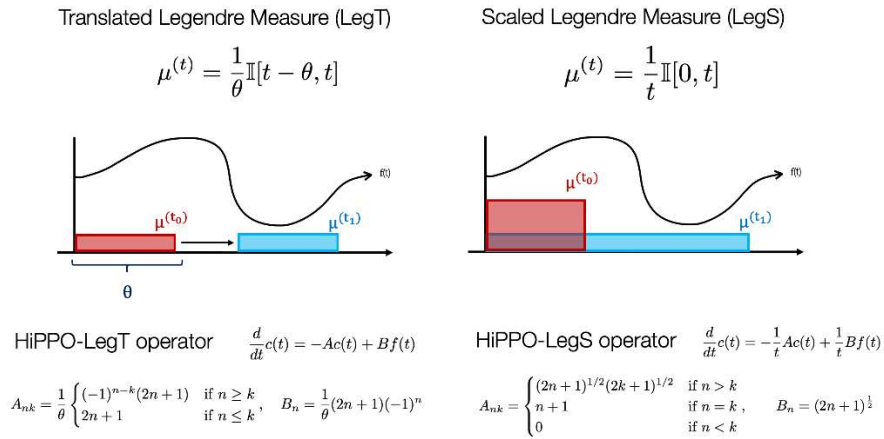 Translated Legendre Measure (LegT)
μ^(t) = 1/θ 𝕀[t − θ, t]
f(t)
μ^(t₀)
μ^(t₁)
θ
HiPPO-LegT operator d/dt c(t) = −Ac(t) + Bf(t)
A_nk = 1/θ { (−1)^(n−k)(2n + 1) if n ≥ k
2n + 1 if n ≤ k , B_n = 1/θ (2n + 1)(−1)^n
Scaled Legendre Measure (LegS)
μ^(t) = 1/t 𝕀[0, t]
f(t)
μ^(t₀)
μ^(t₁)
HiPPO-LegS operator d/dt c(t) = −1/t Ac(t) + 1/t Bf(t)
A_nk = { (2n + 1)^1/2 (2k + 1)^1/2 if n > k
n + 1 if n = k , B_n = (2n + 1)^1/2
0 if n < k